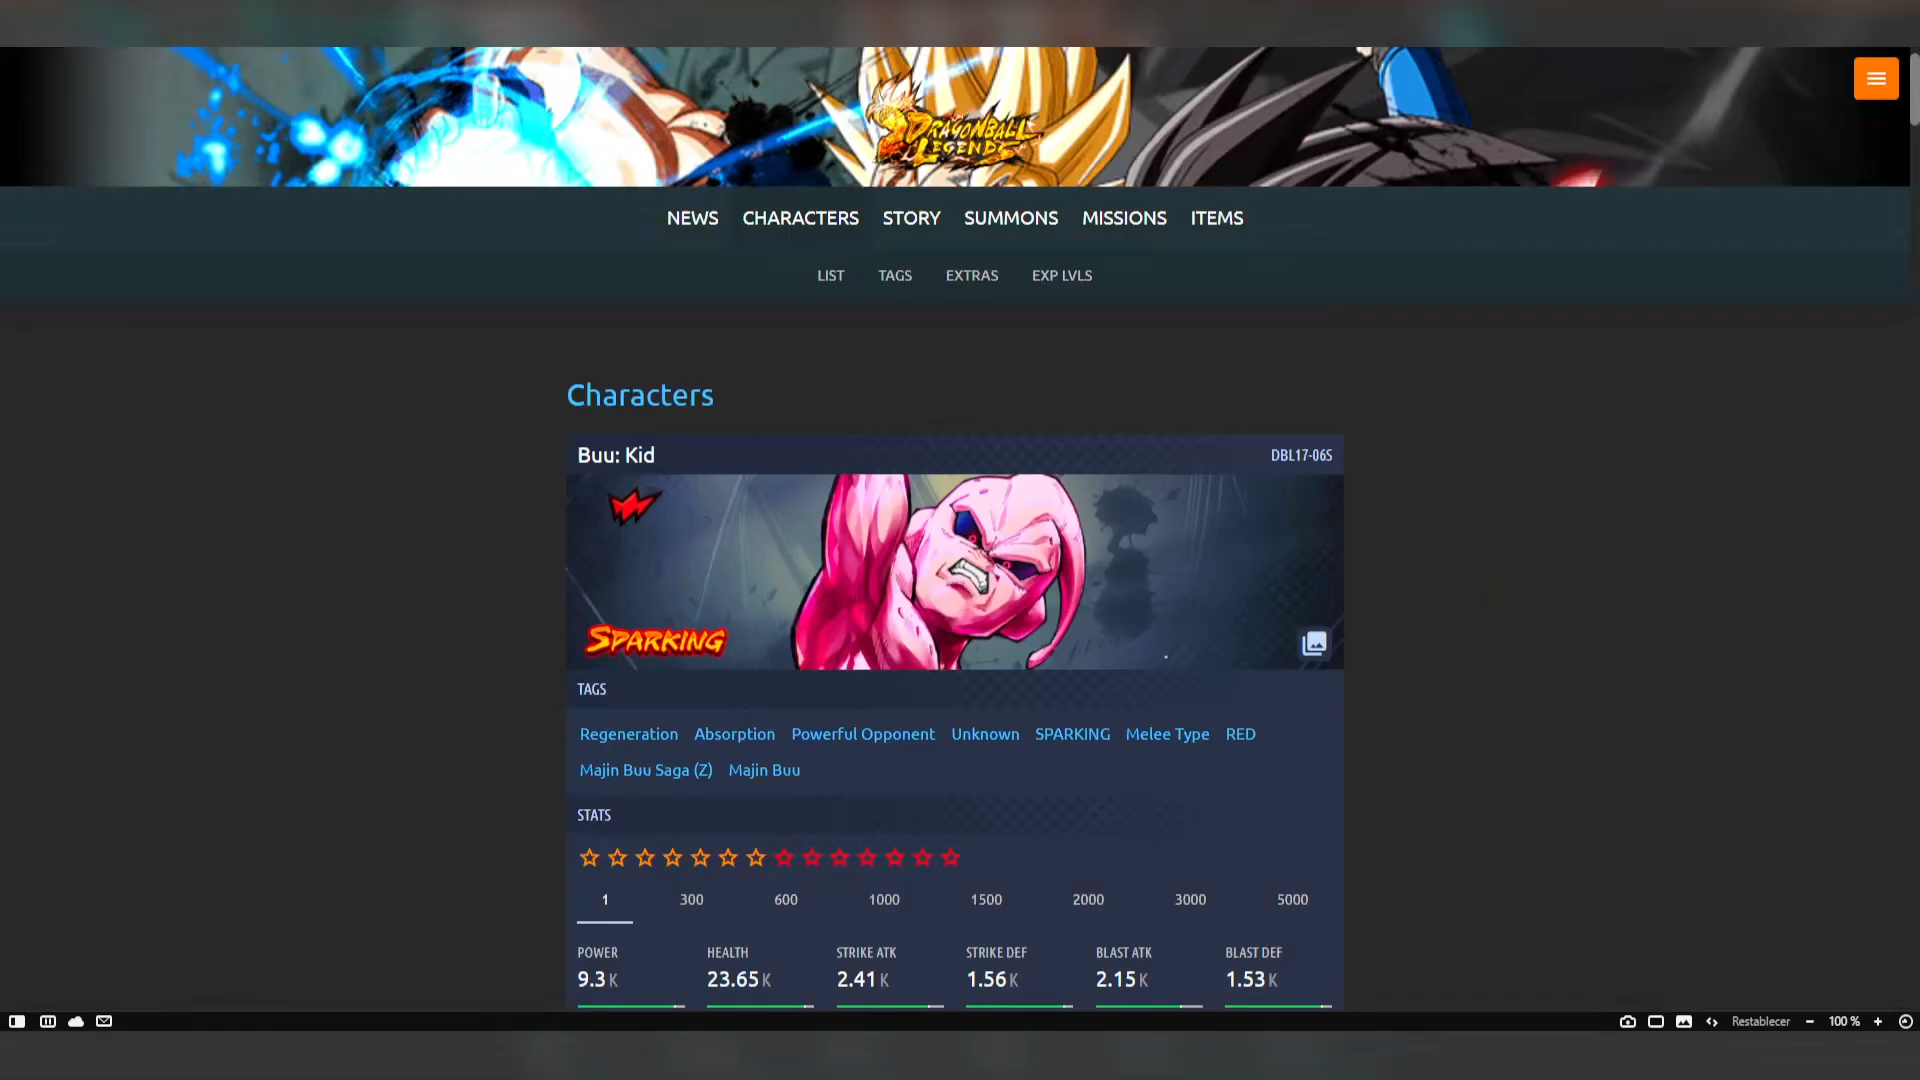 DRAGONBALL
LEGENDS
NEWS CHARACTERS STORY SUMMONS MISSIONS ITEMS
LIST TAGS EXTRAS EXP LVLS
Characters
Buu: Kid DBL17-06S
SPARKING
TAGS
Regeneration Absorption Powerful Opponent Unknown SPARKING Melee Type RED
Majin Buu Saga (Z) Majin Buu
STATS
1 300 600 1000 1500 2000 3000 5000
POWER HEALTH STRIKE ATK STRIKE DEF BLAST ATK BLAST DEF
9.3 K 23.65 K 2.41 K 1.56 K 2.15 K 1.53 K
Restablecer − 100 % +